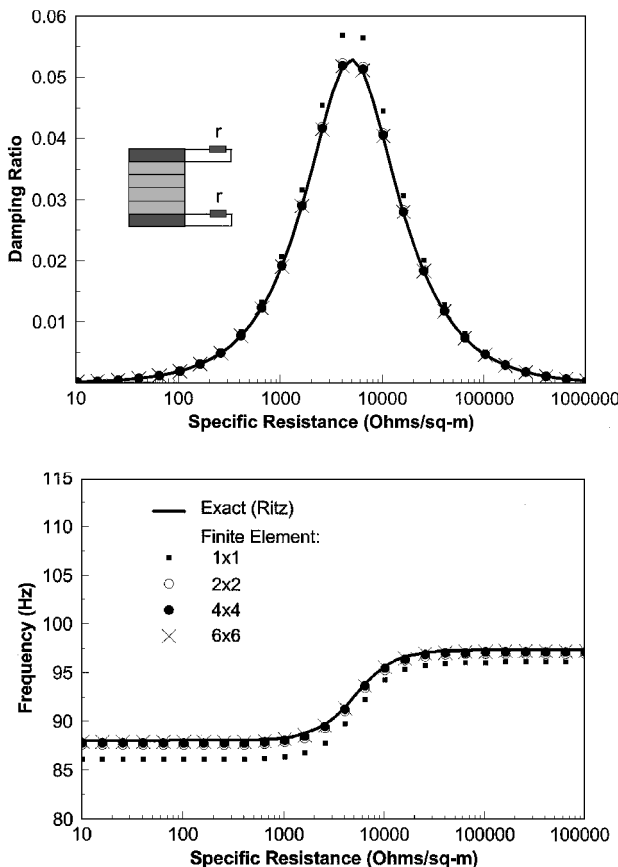 0.06
0.05
0.04
0.03
0.02
0.01
Damping Ratio
r
r
10 100 1000 10000 100000 1000000
Specific Resistance (Ohms/sq-m)
115
110
105
100
95
90
85
80
Frequency (Hz)
Exact (Ritz)
Finite Element:
1x1
2x2
4x4
6x6
10 100 1000 10000 100000 1000000
Specific Resistance (Ohms/sq-m)